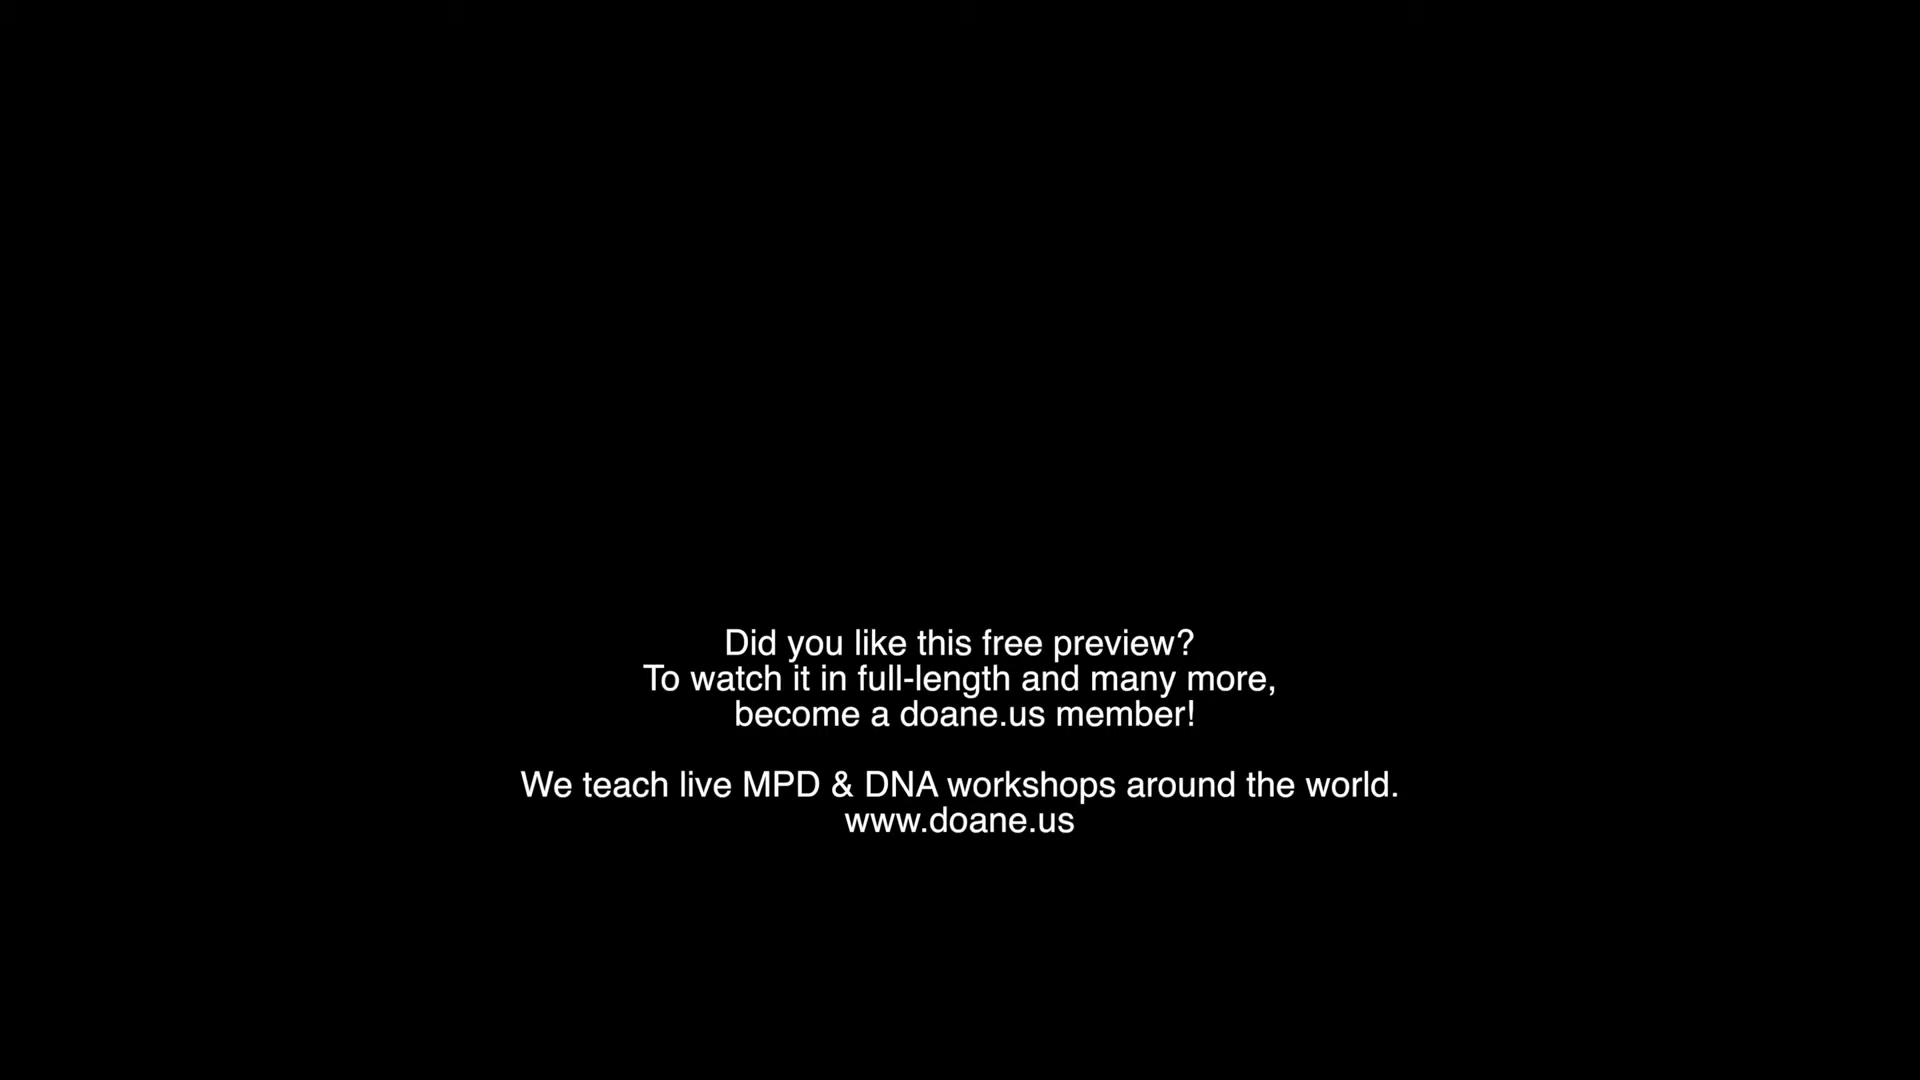 Did you like this free preview?
To watch it in full-length and many more,
become a doane.us member!
We teach live MPD & DNA workshops around the world.
www.doane.us